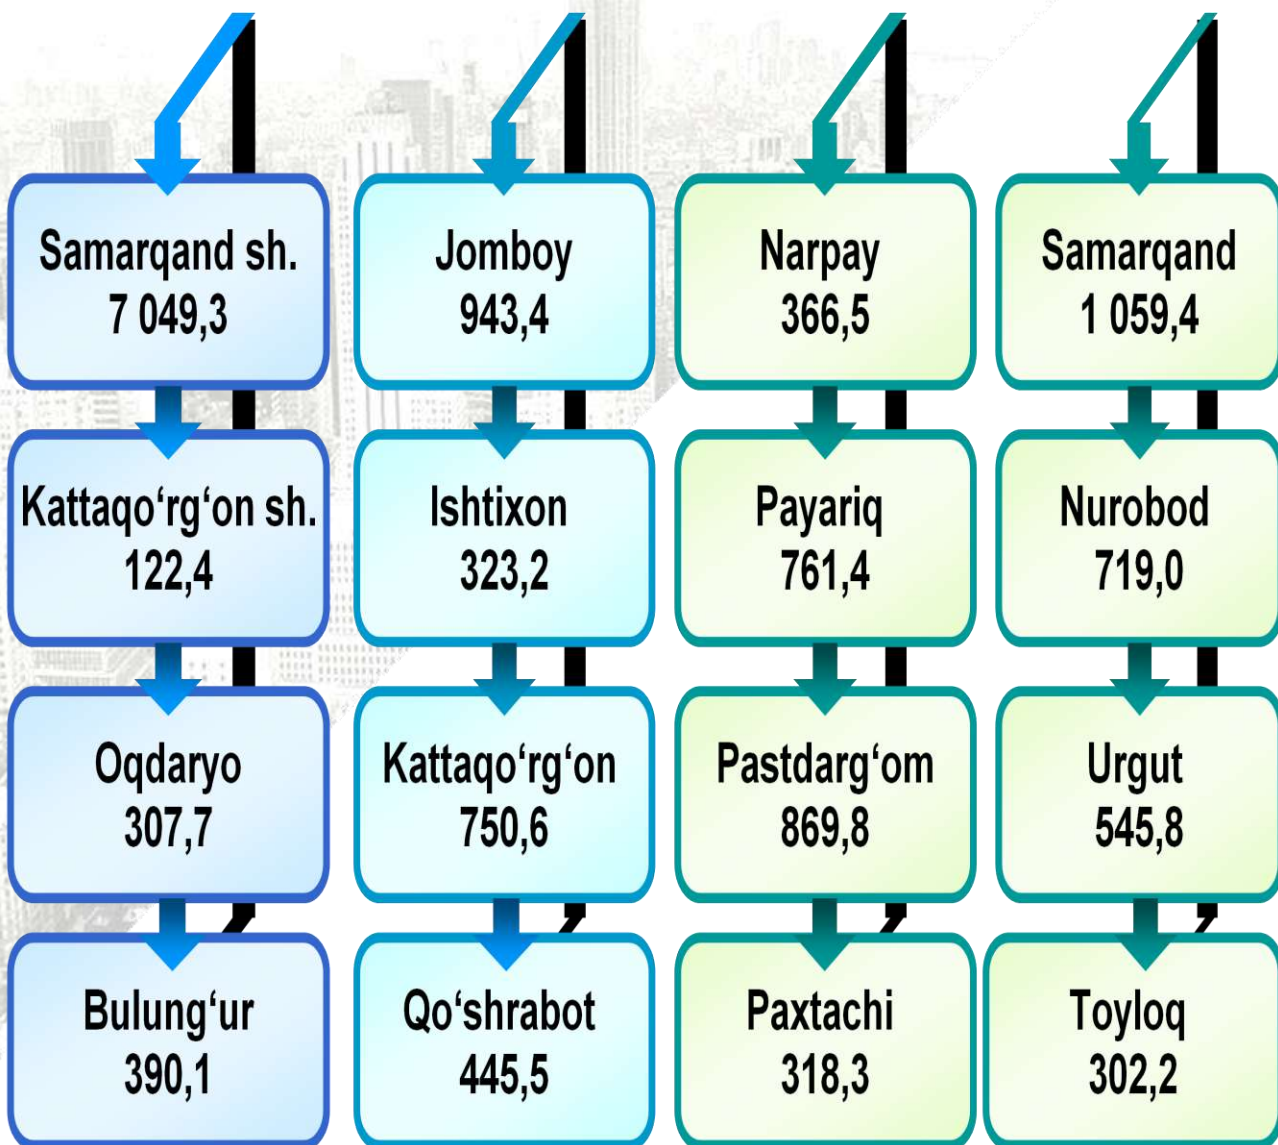 Samarqand sh.
7 049,3
Jomboy
943,4
Narpay
366,5
Samarqand
1 059,4
Kattaqo‘rg‘on sh.
122,4
Ishtixon
323,2
Payariq
761,4
Nurobod
719,0
Oqdaryo
307,7
Kattaqo‘rg‘on
750,6
Pastdarg‘om
869,8
Urgut
545,8
Bulung‘ur
390,1
Qo‘shrabot
445,5
Paxtachi
318,3
Toyloq
302,2